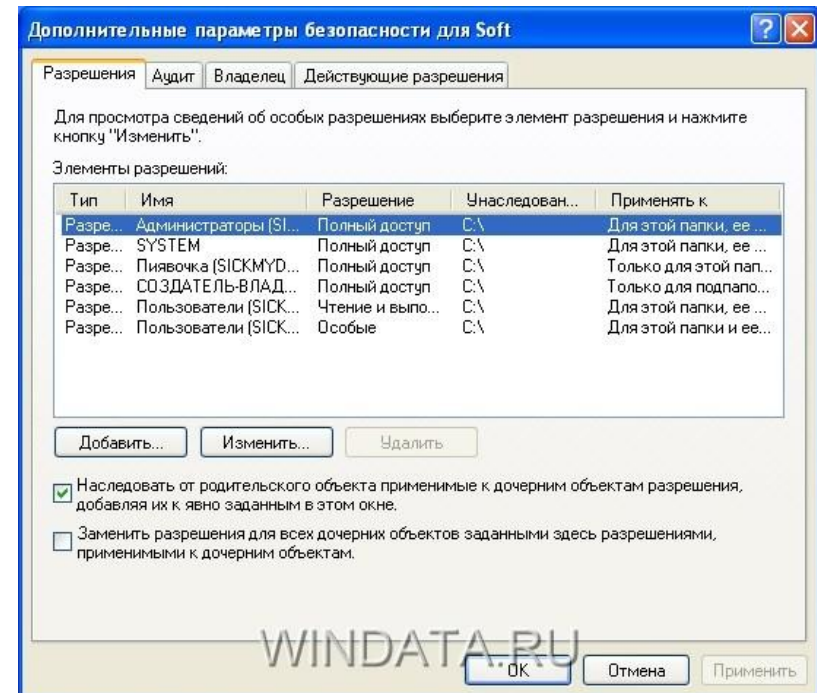 Дополнительные параметры безопасности для Soft
Разрешения Аудит Владелец Действующие разрешения
Для просмотра сведений об особых разрешениях выберите элемент разрешения и нажмите
кнопку "Изменить".
Элементы разрешений:
Тип Имя Разрешение Унаследован... Применять к
Разре... Администраторы (SI... Полный доступ C:\ Для этой папки, ее ...
Разре... SYSTEM Полный доступ C:\ Для этой папки, ее ...
Разре... Пиявочка (SICKMYD... Полный доступ C:\ Только для этой пап...
Разре... СОЗДАТЕЛЬ-ВЛАД... Полный доступ C:\ Только для подпапо...
Разре... Пользователи (SICK... Чтение и выпо... C:\ Для этой папки, ее ...
Разре... Пользователи (SICK... Особые C:\ Для этой папки и ее...
Добавить... Изменить... Удалить
Наследовать от родительского объекта применимые к дочерним объектам разрешения,
добавляя их к явно заданным в этом окне.
Заменить разрешения для всех дочерних объектов заданными здесь разрешениями,
применимыми к дочерним объектам.
WINDATA.RU
OK Отмена Применить